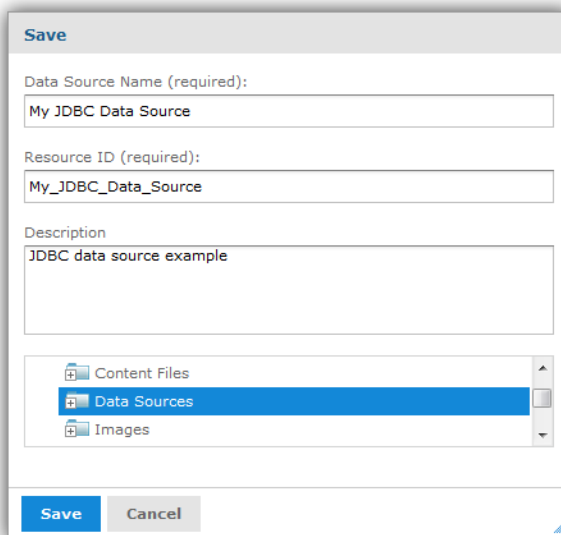 Save
Data Source Name (required):
My JDBC Data Source
Resource ID (required):
My_JDBC_Data_Source
Description
JDBC data source example
Content Files
Data Sources
Images
Save Cancel